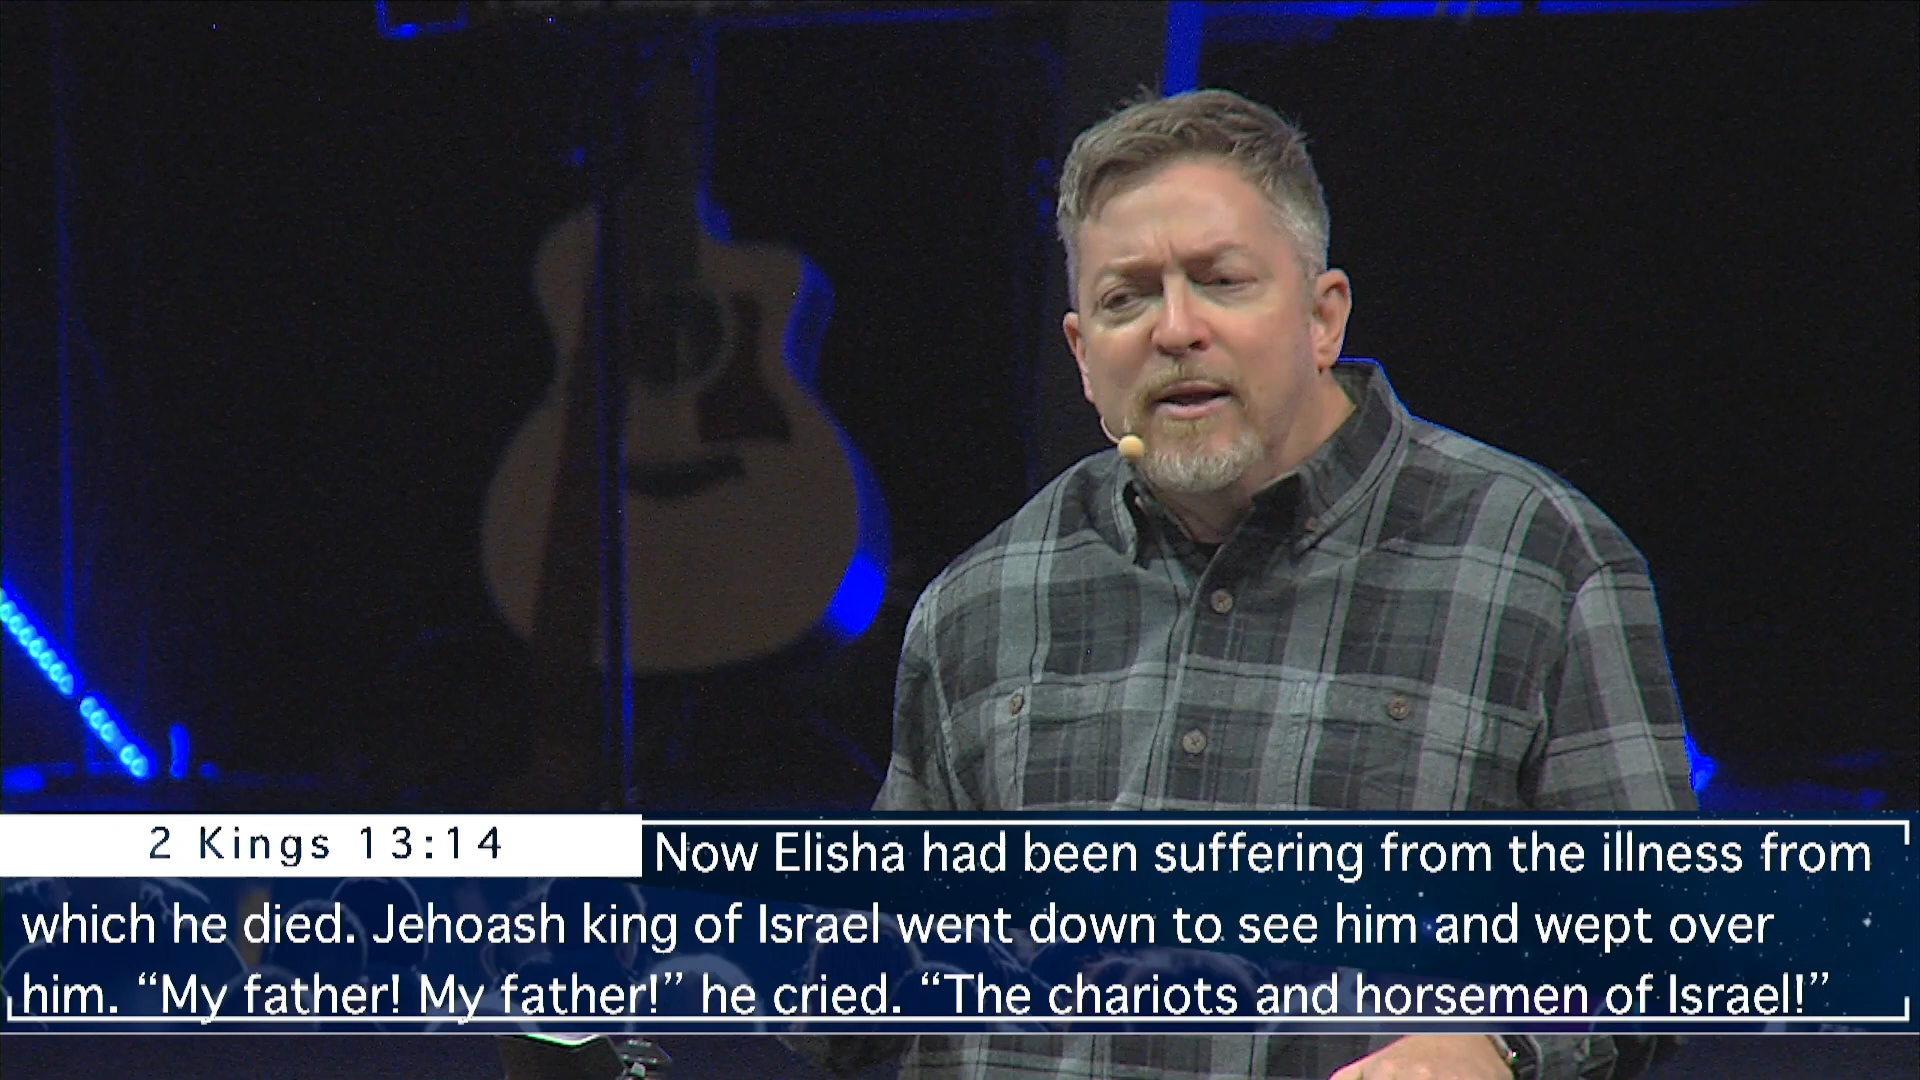 2 Kings 13:14
Now Elisha had been suffering from the illness from
which he died. Jehoash king of Israel went down to see him and wept over
him. “My father! My father!” he cried. “The chariots and horsemen of Israel!”